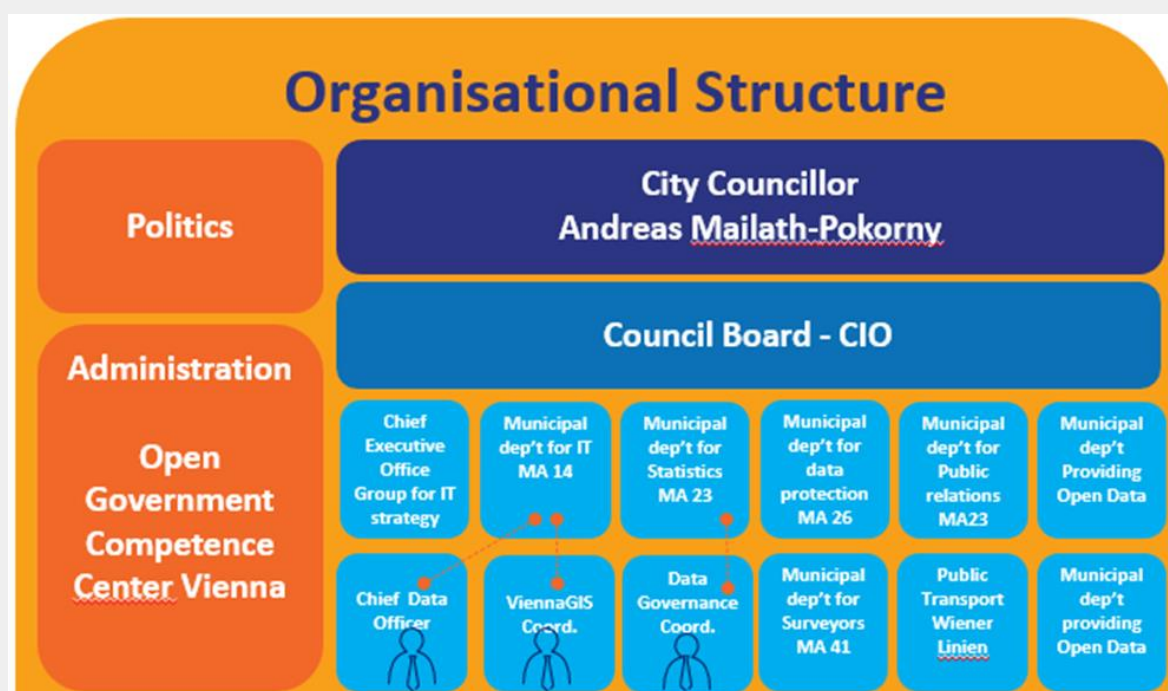 Organisational Structure
Politics
City Councillor
Andreas Mailath-Pokorny
Council Board - CIO
Administration
Open
Government
Competence
Center Vienna
Chief
Executive
Office
Group for IT
strategy
Municipal
dep't for IT
MA 14
Municipal
dep't for
Statistics
MA 23
Municipal
dep't for
data
protection
MA 26
Municipal
dep't for
Public
relations
MA23
Municipal
dep't
Providing
Open Data
Chief Data
Officer
ViennaGIS
Coord.
Data
Governance
Coord.
Municipal
dep't for
Surveyors
MA 41
Public
Transport
Wiener
Linien
Municipal
dep't
providing
Open Data